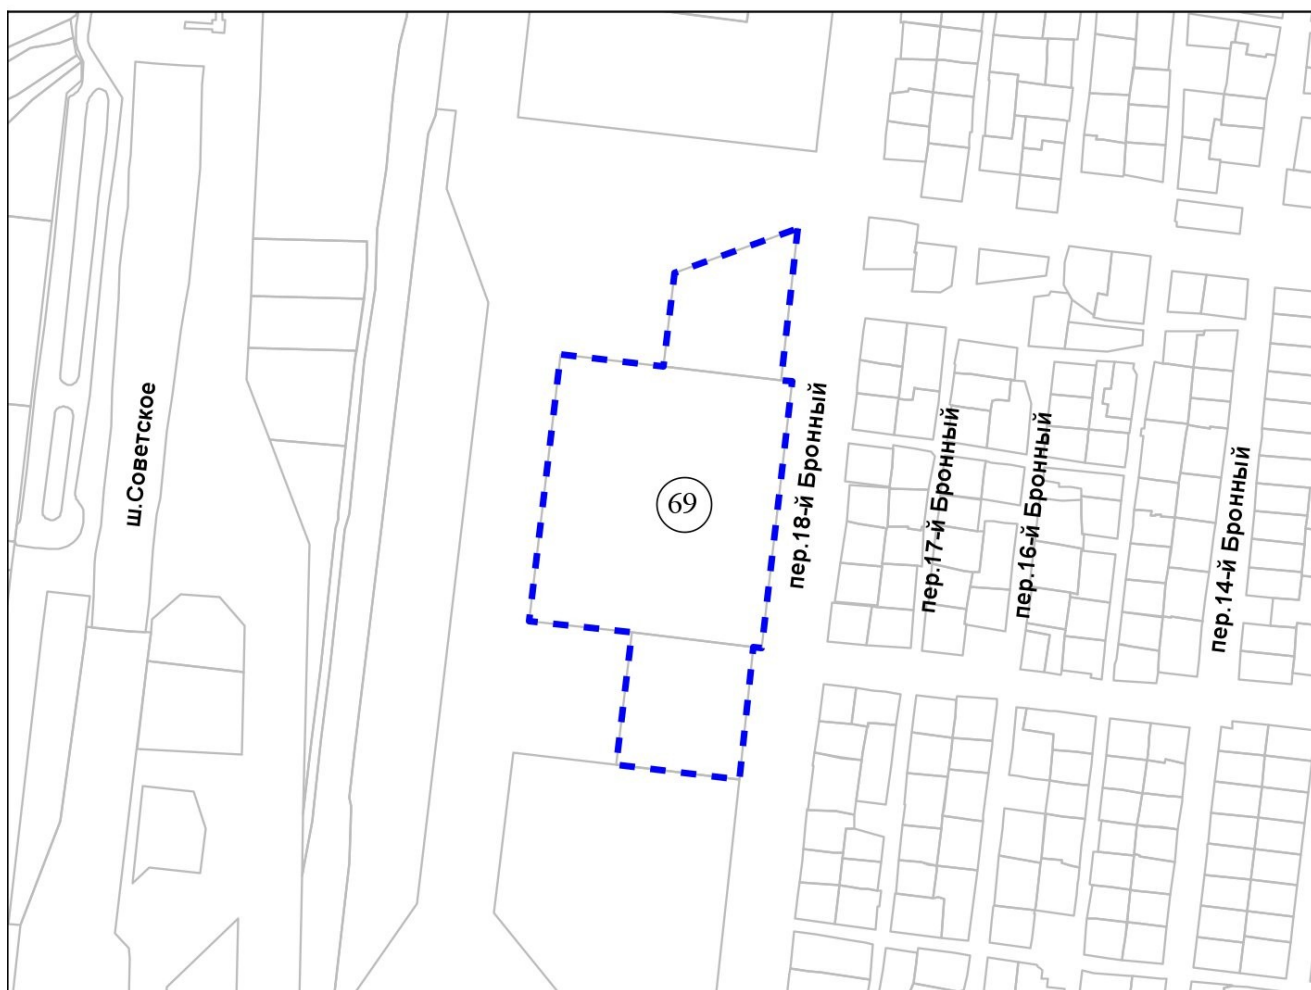 ш.Советское
69
пер.18-й Бронный
пер.17-й Бронный
пер.16-й Бронный
пер.14-й Бронный